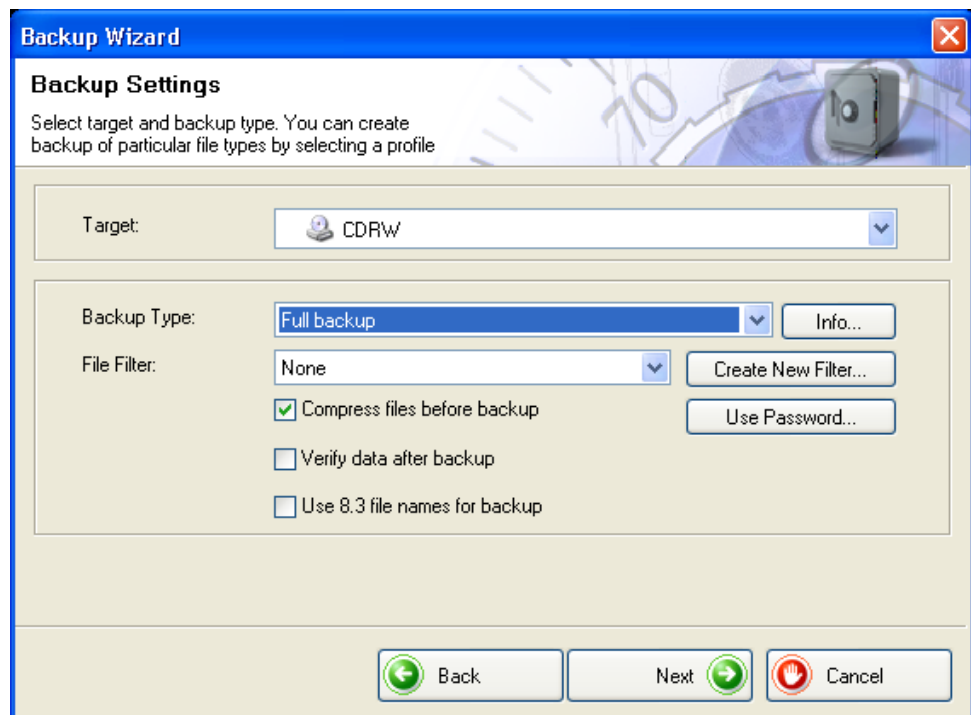 Backup Wizard
Backup Settings
Select target and backup type. You can create
backup of particular file types by selecting a profile
70
Target:
CDRW
Backup Type:
Full backup
Info...
File Filter:
None
Create New Filter...
Compress files before backup
Use Password...
Verify data after backup
Use 8.3 file names for backup
Back
Next
Cancel